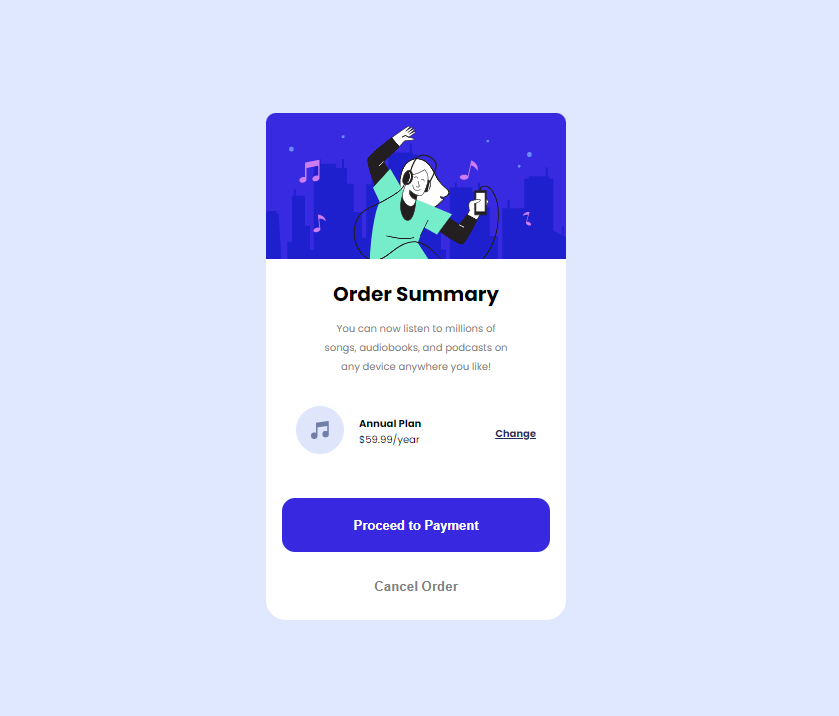 Order Summary
You can now listen to millions of
songs, audiobooks, and podcasts on
any device anywhere you like!
Annual Plan
$59.99/year
Change
Proceed to Payment
Cancel Order